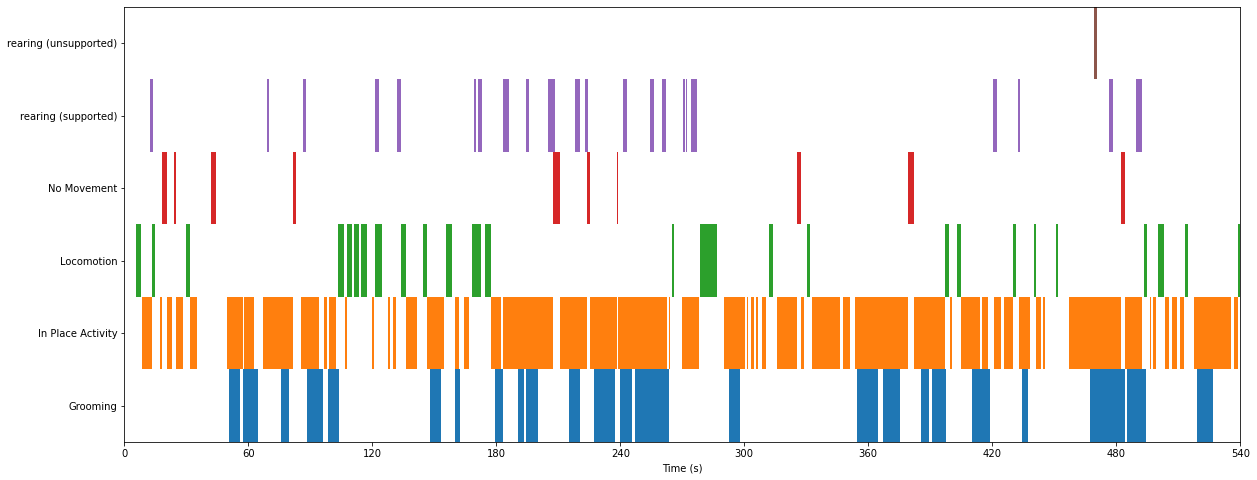 rearing (unsupported)
rearing (supported)
No Movement
Locomotion
In Place Activity
Grooming
0 60 120 180 240 300 360 420 480 540
Time (s)